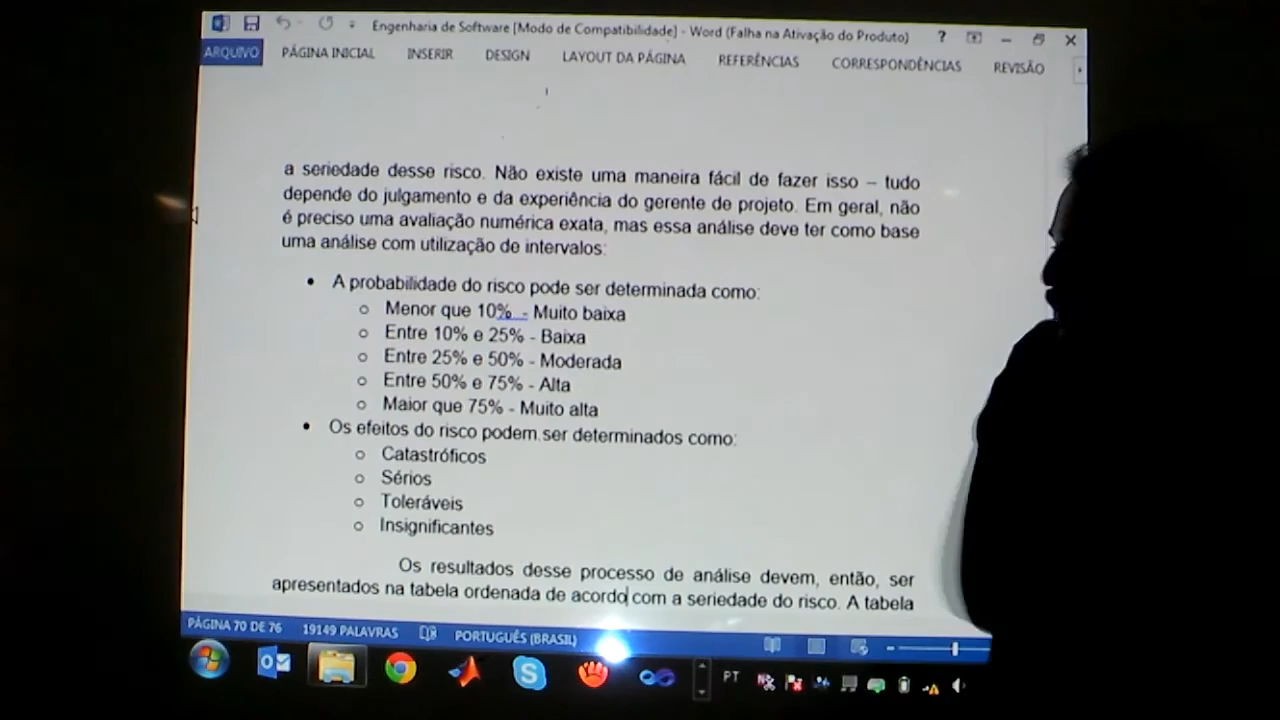 Engenharia de Software [Modo de Compatibilidade] - Word (Falha na Ativação do Produto)
ARQUIVO PÁGINA INICIAL INSERIR DESIGN LAYOUT DA PÁGINA REFERÊNCIAS CORRESPONDÊNCIAS REVISÃO
a seriedade desse risco. Não existe uma maneira fácil de fazer isso – tudo
depende do julgamento e da experiência do gerente de projeto. Em geral, não
é preciso uma avaliação numérica exata, mas essa análise deve ter como base
uma análise com utilização de intervalos:
• A probabilidade do risco pode ser determinada como:
o Menor que 10% - Muito baixa
o Entre 10% e 25% - Baixa
o Entre 25% e 50% - Moderada
o Entre 50% e 75% - Alta
o Maior que 75% - Muito alta
• Os efeitos do risco podem ser determinados como:
o Catastróficos
o Sérios
o Toleráveis
o Insignificantes
Os resultados desse processo de análise devem, então, ser
apresentados na tabela ordenada de acordo com a seriedade do risco. A tabela
PÁGINA 70 DE 76 19149 PALAVRAS PORTUGUÊS (BRASIL)
PT